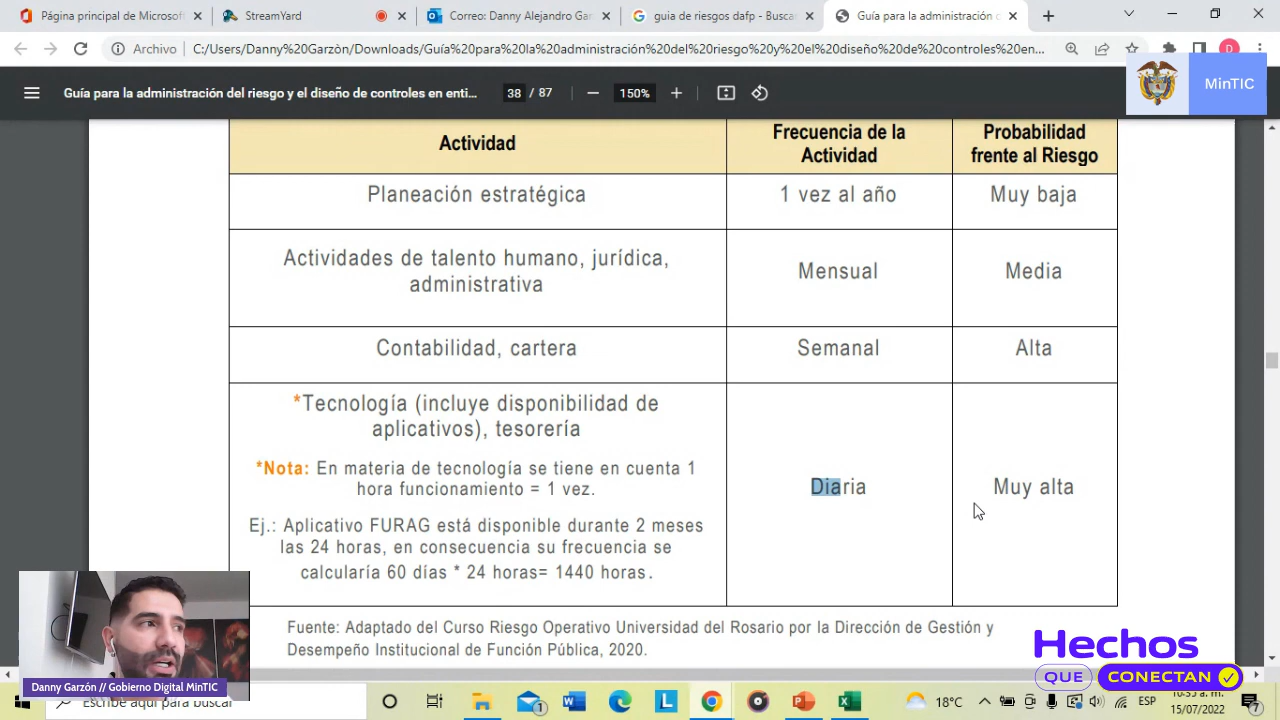 Página principal de Microsof
StreamYard
Correo: Danny Alejandro Gar
guia de riesgos dafp - Buscar
Guía para la administración d
Archivo
C:/Users/Danny%20Garzòn/Downloads/Guía%20para%20la%20administración%20del%20riesgo%20y%20el%20diseño%20de%20controles%20en...
D
MinTIC
Guía para la administración del riesgo y el diseño de controles en enti...
38 / 87
150%
Actividad
Frecuencia de la
Actividad
Probabilidad
frente al Riesgo
Planeación estratégica
1 vez al año
Muy baja
Actividades de talento humano, jurídica,
administrativa
Mensual
Media
Contabilidad, cartera
Semanal
Alta
*Tecnología (incluye disponibilidad de
aplicativos), tesorería
*Nota: En materia de tecnología se tiene en cuenta 1
hora funcionamiento = 1 vez.
Ej.: Aplicativo FURAG está disponible durante 2 meses
las 24 horas, en consecuencia su frecuencia se
calcularía 60 días * 24 horas= 1440 horas.
Diaria
Muy alta
Fuente: Adaptado del Curso Riesgo Operativo Universidad del Rosario por la Dirección de Gestión y
Desempeño Institucional de Función Pública, 2020.
Hechos
QUE CONECTAN
Danny Garzón // Gobierno Digital MinTIC
Escribe aquí para buscar
1
L
18°C
ESP
10:35 a. m.
15/07/2022
7